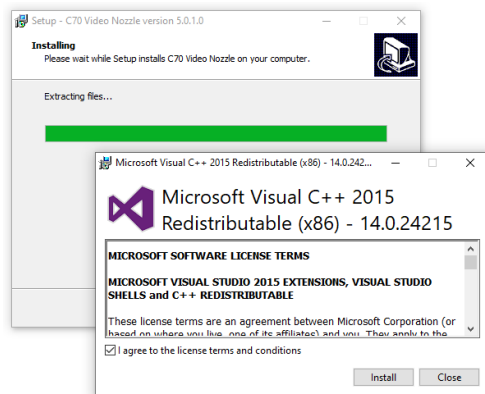 Setup - C70 Video Nozzle version 5.0.1.0
Installing
Please wait while Setup installs C70 Video Nozzle on your computer.
Extracting files...
Microsoft Visual C++ 2015 Redistributable (x86) - 14.0.242...
Microsoft Visual C++ 2015
Redistributable (x86) - 14.0.24215
MICROSOFT SOFTWARE LICENSE TERMS
MICROSOFT VISUAL STUDIO 2015 EXTENSIONS, VISUAL STUDIO
SHELLS and C++ REDISTRIBUTABLE
These license terms are an agreement between Microsoft Corporation (or
based on where you live, one of its affiliates) and you. They apply to the
I agree to the license terms and conditions
Install
Close